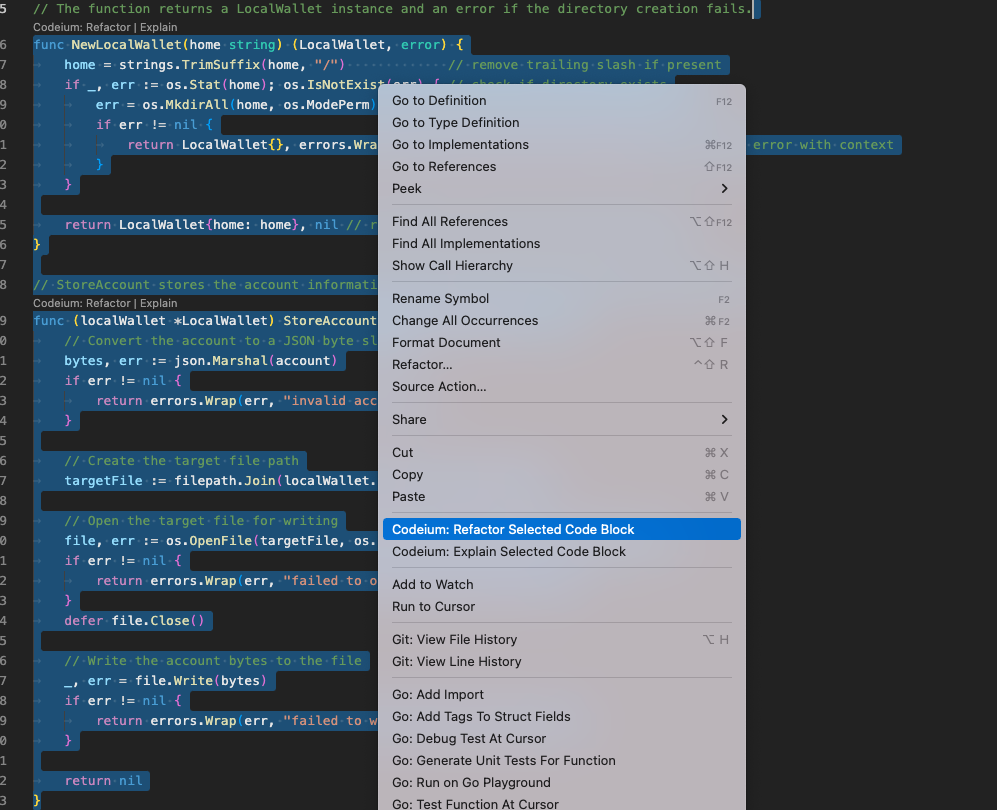 5 // The function returns a LocalWallet instance and an error if the directory creation fails.
Codeium: Refactor | Explain
6 func NewLocalWallet(home string) (LocalWallet, error) {
7 home = strings.TrimSuffix(home, "/") // remove trailing slash if present
8 if _, err := os.Stat(home); os.IsNotExist(err) { // check if directory exists
9 err = os.MkdirAll(home, os.ModePerm)
0 if err != nil {
1 return LocalWallet{}, errors.Wra error with context
2 }
3 }
4
5 return LocalWallet{home: home}, nil // r
6 }
7
8 // StoreAccount stores the account informati
Codeium: Refactor | Explain
9 func (localWallet *LocalWallet) StoreAccount
0 // Convert the account to a JSON byte sl
1 bytes, err := json.Marshal(account)
2 if err != nil {
3 return errors.Wrap(err, "invalid acc
4 }
5
6 // Create the target file path
7 targetFile := filepath.Join(localWallet.
8
9 // Open the target file for writing
0 file, err := os.OpenFile(targetFile, os.
1 if err != nil {
2 return errors.Wrap(err, "failed to o
3 }
4 defer file.Close()
5
6 // Write the account bytes to the file
7 _, err = file.Write(bytes)
8 if err != nil {
9 return errors.Wrap(err, "failed to w
0 }
1
2 return nil
3 }
Go to Definition F12
Go to Type Definition
Go to Implementations ⌘F12
Go to References ⇧F12
Peek
Find All References ⌥⇧F12
Find All Implementations
Show Call Hierarchy ⌥⇧ H
Rename Symbol F2
Change All Occurrences ⌘F2
Format Document ⌥⇧ F
Refactor... ^⇧ R
Source Action...
Share
Cut ⌘ X
Copy ⌘ C
Paste ⌘ V
Codeium: Refactor Selected Code Block
Codeium: Explain Selected Code Block
Add to Watch
Run to Cursor
Git: View File History ⌥ H
Git: View Line History
Go: Add Import
Go: Add Tags To Struct Fields
Go: Debug Test At Cursor
Go: Generate Unit Tests For Function
Go: Run on Go Playground
Go: Test Function At Cursor